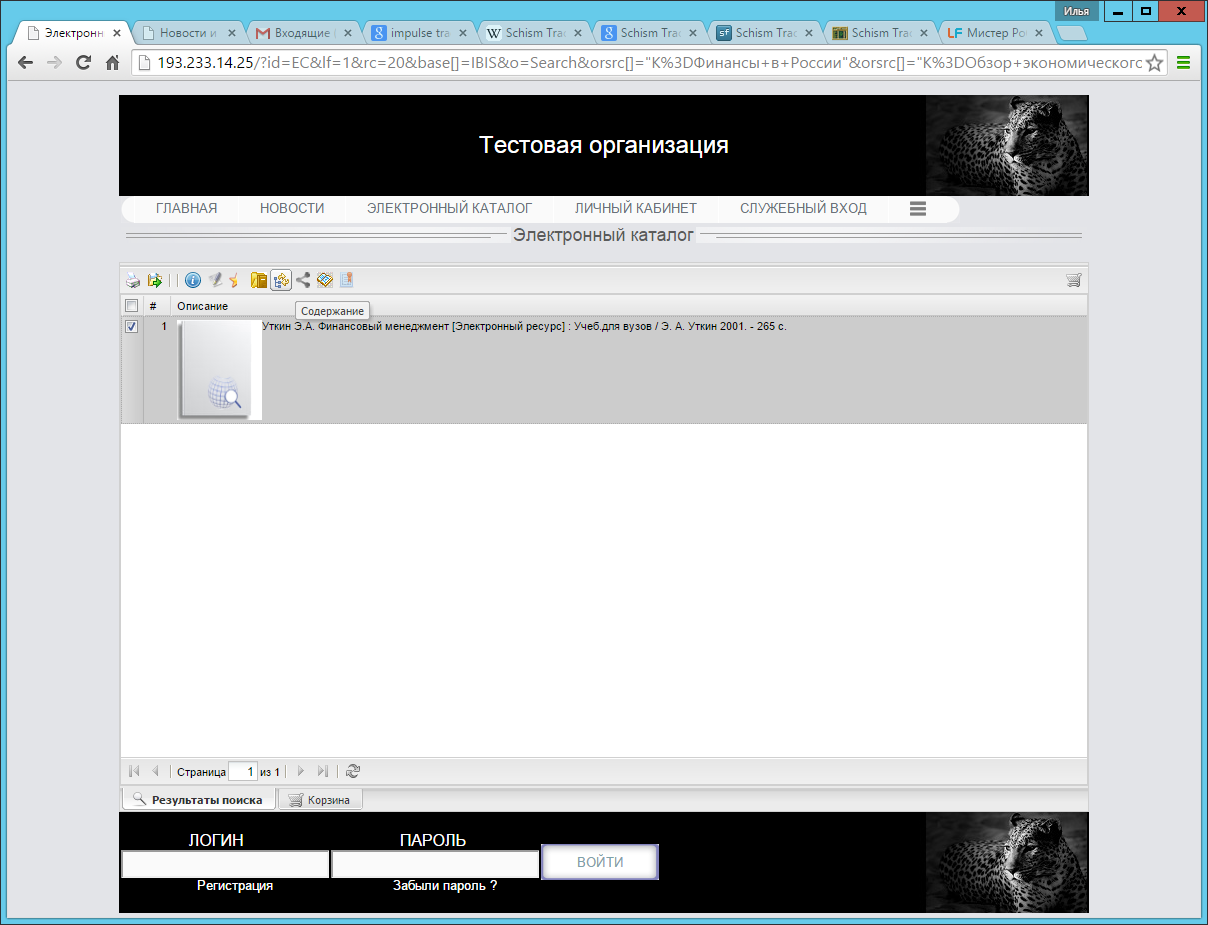 Илья
Электронн
Новости и
Входящие
impulse tra
Schism Trac
Schism Trac
Schism Trac
Schism Trac
LF Мистер Ро
193.233.14.25/?id=EC&lf=1&rc=20&base[]=IBIS&o=Search&orsrc[]="K%3DФинансы+в+России"&orsrc[]="K%3DОбзор+экономическогс
Тестовая организация
ГЛАВНАЯ НОВОСТИ ЭЛЕКТРОННЫЙ КАТАЛОГ ЛИЧНЫЙ КАБИНЕТ СЛУЖЕБНЫЙ ВХОД
Электронный каталог
# Описание
Содержание
1 Уткин Э.А. Финансовый менеджмент [Электронный ресурс] : Учеб.для вузов / Э. А. Уткин 2001. - 265 с.
Страница 1 из 1
Результаты поиска Корзина
ЛОГИН ПАРОЛЬ
ВОЙТИ
Регистрация Забыли пароль ?